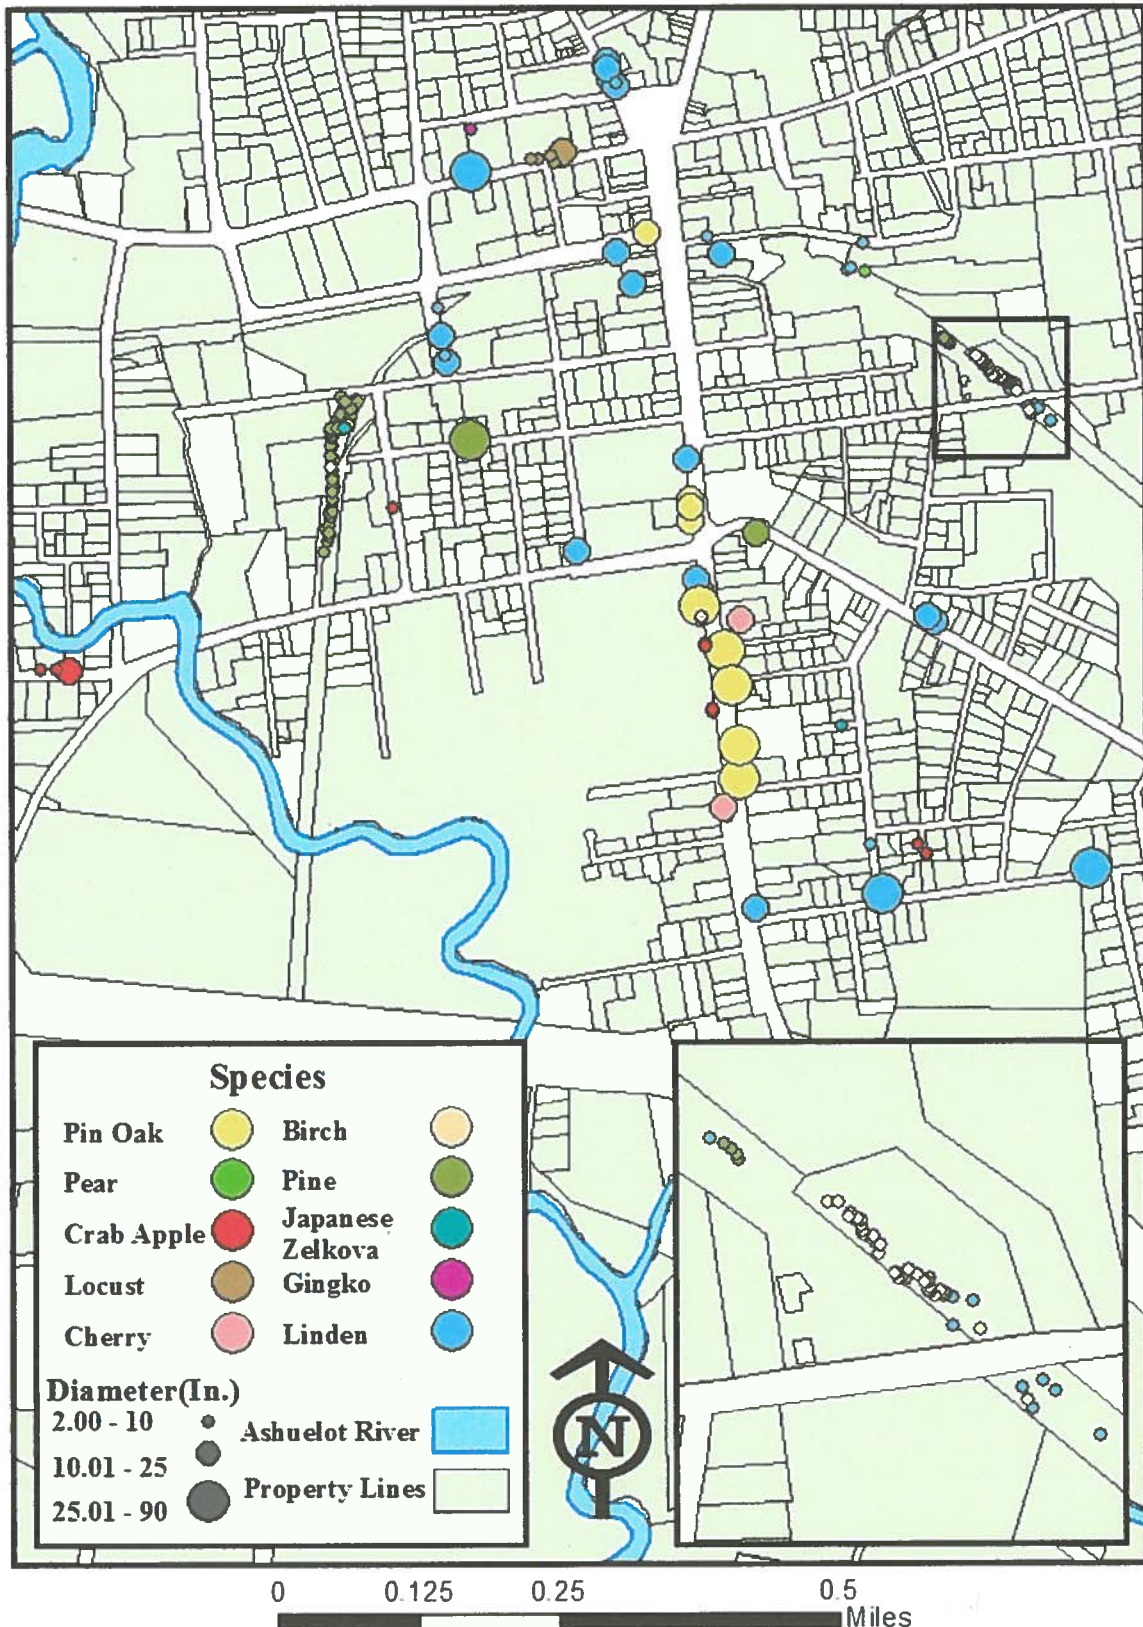 Species
Pin Oak
Birch
Pear
Pine
Crab Apple
Japanese
Zelkova
Locust
Gingko
Cherry
Linden
Diameter(In.)
2.00 - 10
10.01 - 25
25.01 - 90
Ashuelot River
Property Lines
N
0 0.125 0.25 0.5
Miles